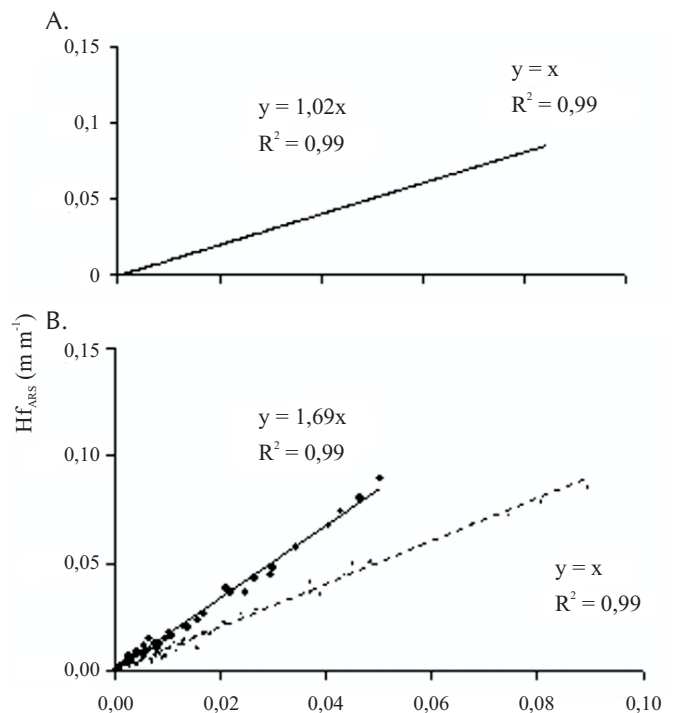 A.
0,15
y = x
R² = 0,99
y = 1,02x
R² = 0,99
0,1
0,05
0
B.
Hf_ARS (m m⁻¹)
0,15
y = 1,69x
R² = 0,99
0,10
0,05
y = x
R² = 0,99
0,00
0,00 0,02 0,04 0,06 0,08 0,10